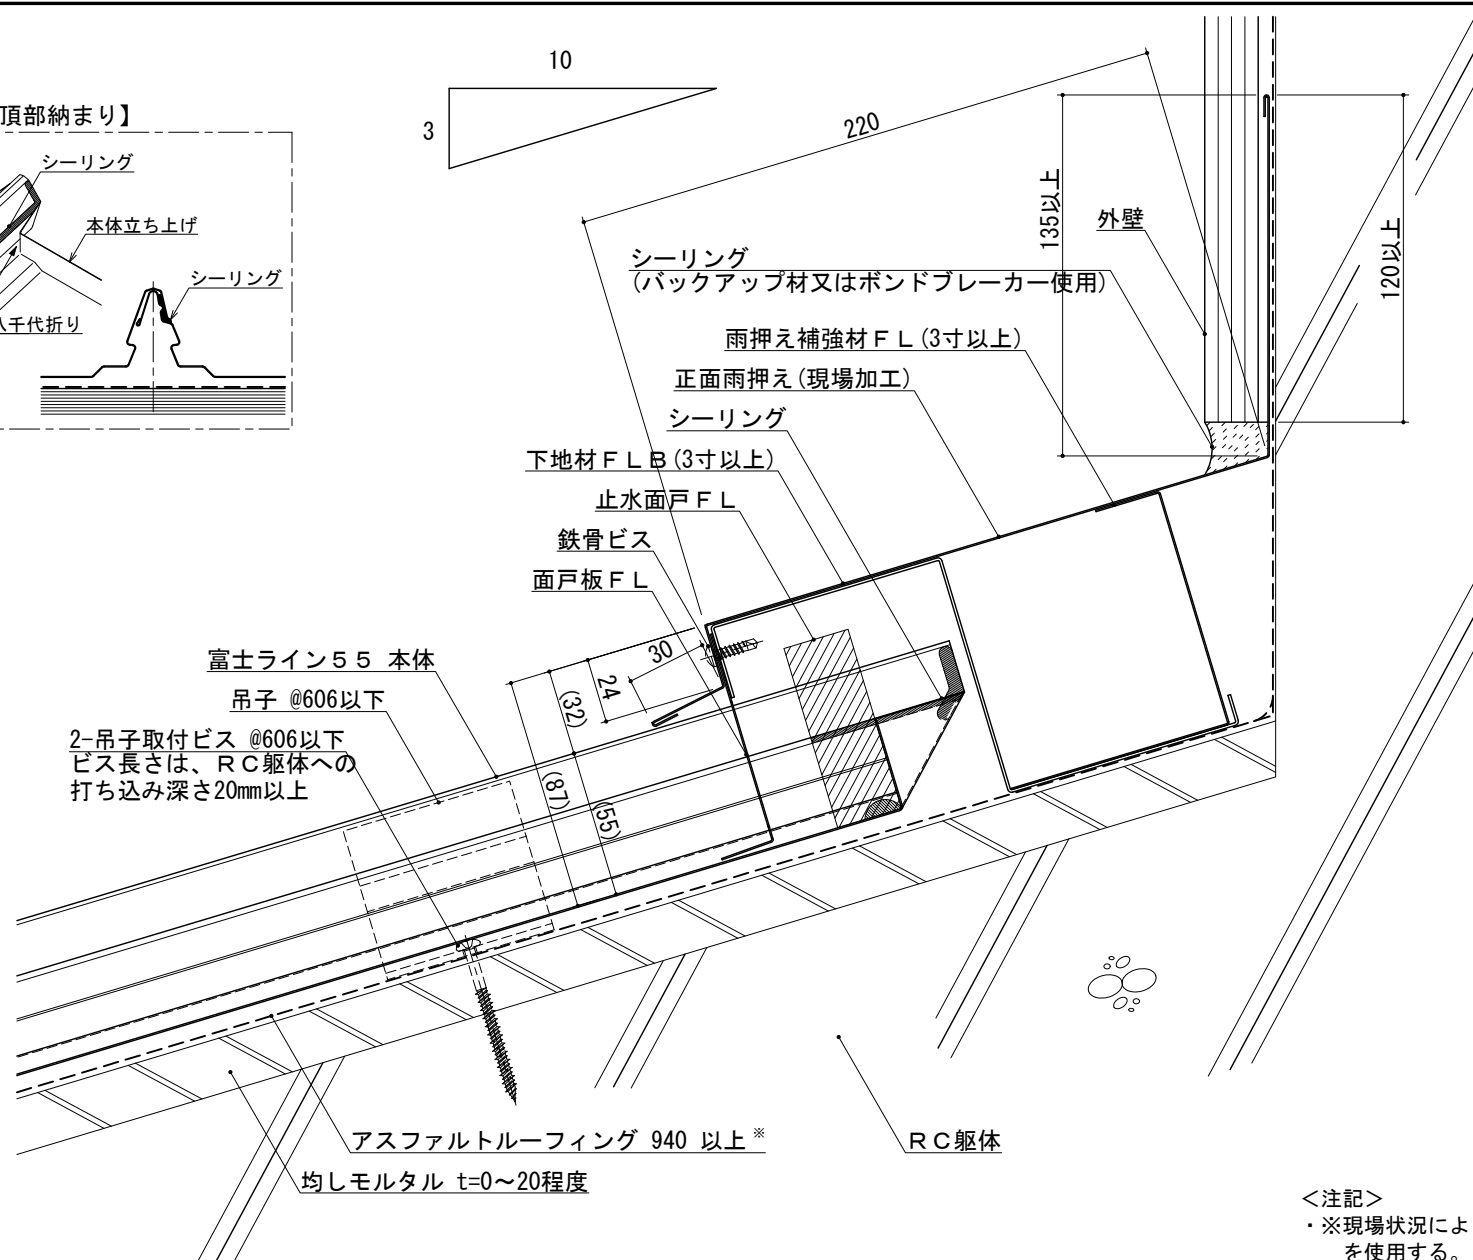 頂部納まり】
シーリング
本体立ち上げ
シーリング
八千代折り
10
3
220
135以上
外壁
120以上
シーリング
(バックアップ材又はボンドブレーカー使用)
雨押え補強材ＦＬ(3寸以上)
正面雨押え(現場加工)
シーリング
下地材ＦＬＢ(3寸以上)
止水面戸ＦＬ
鉄骨ビス
面戸板ＦＬ
富士ライン５５ 本体
吊子 @606以下
2-吊子取付ビス @606以下
ビス長さは、ＲＣ躯体への
打ち込み深さ20mm以上
30
24
(32)
(87)
(55)
アスファルトルーフィング 940 以上※
均しモルタル t=0～20程度
ＲＣ躯体
＜注記＞
・※現場状況によ
を使用する。